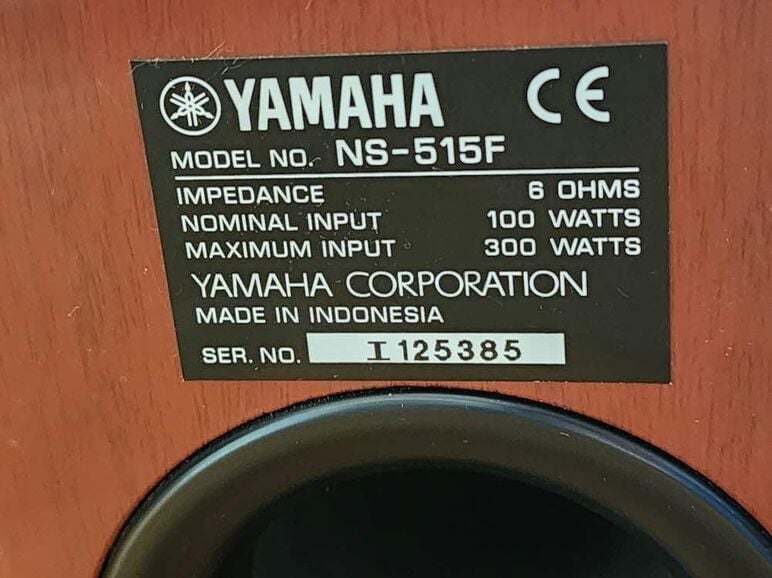 YAMAHA CE
MODEL NO. NS-515F
IMPEDANCE 6 OHMS
NOMINAL INPUT 100 WATTS
MAXIMUM INPUT 300 WATTS
YAMAHA CORPORATION
MADE IN INDONESIA
SER. NO. I 125385